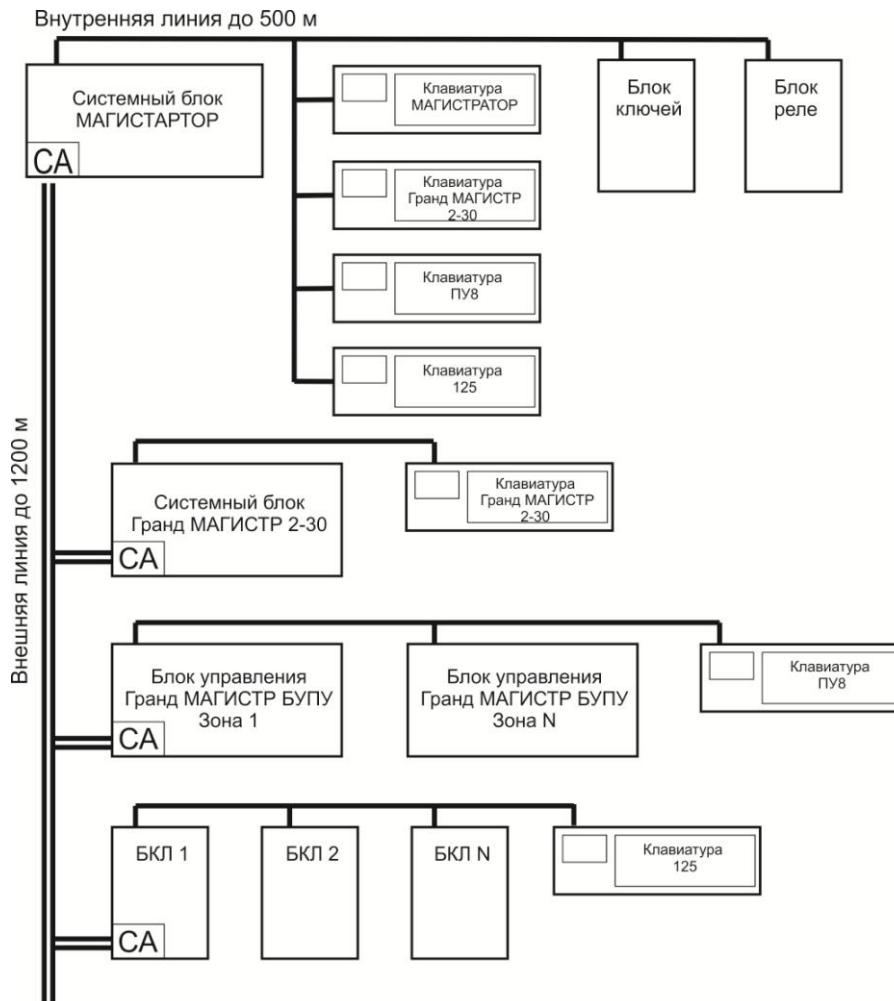 Внутренняя линия до 500 м
Системный блок
МАГИСТАРТОР
СА
Клавиатура
МАГИСТРАТОР
Блок
ключей
Блок
реле
Клавиатура
Гранд МАГИСТР
2-30
Клавиатура
ПУ8
Клавиатура
125
Внешняя линия до 1200 м
Системный блок
Гранд МАГИСТР 2-30
СА
Клавиатура
Гранд МАГИСТР
2-30
Блок управления
Гранд МАГИСТР БУПУ
Зона 1
СА
Блок управления
Гранд МАГИСТР БУПУ
Зона N
Клавиатура
ПУ8
БКЛ 1
СА
БКЛ 2
БКЛ N
Клавиатура
125